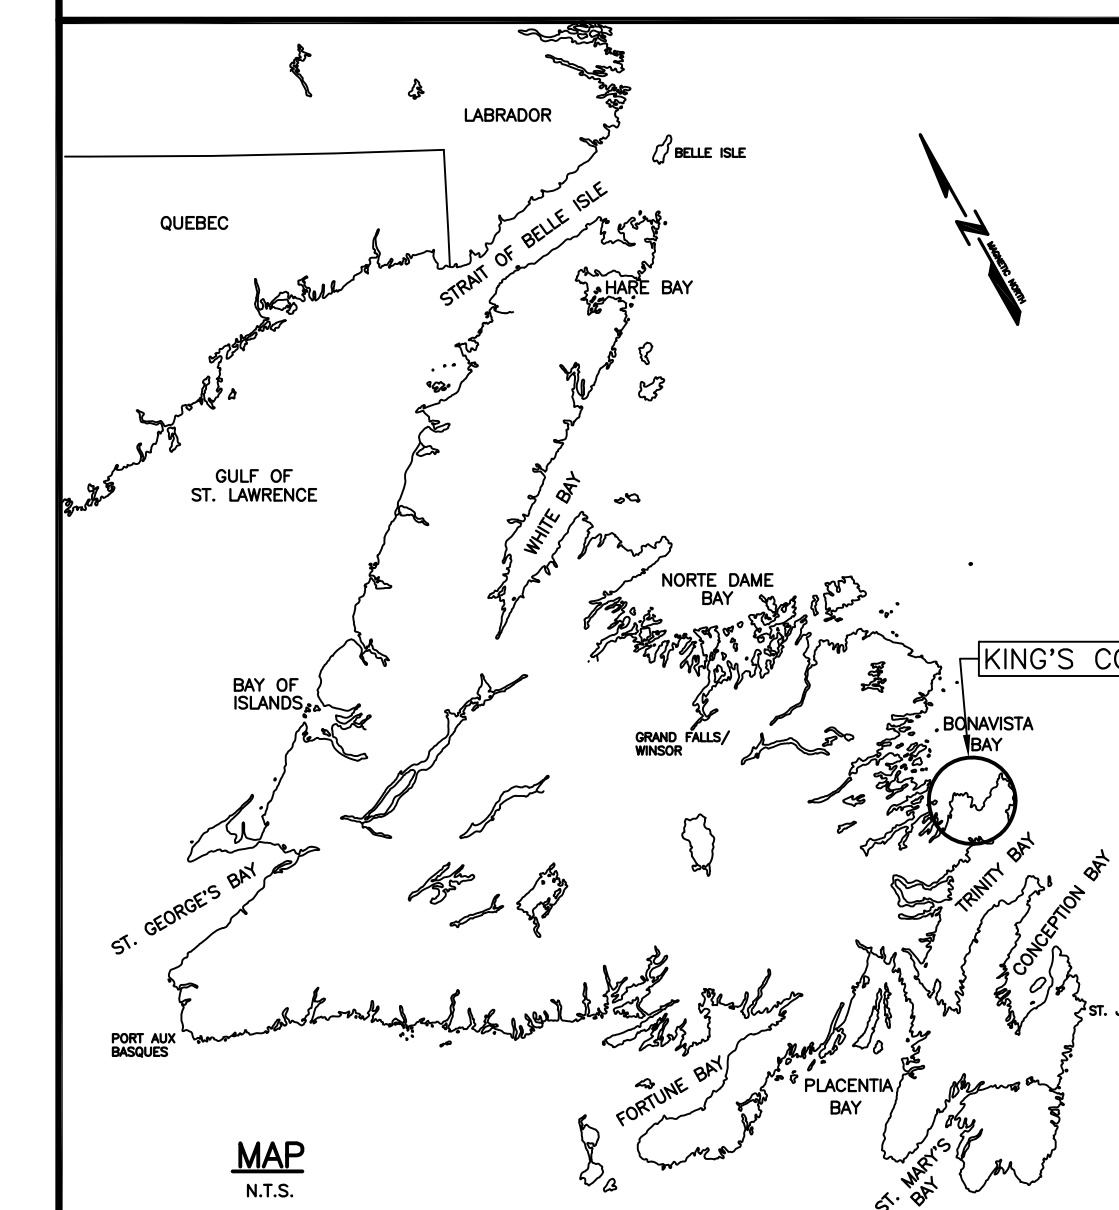 LABRADOR
BELLE ISLE
QUEBEC
STRAIT OF BELLE ISLE
MAGNETIC NORTH
HARE BAY
GULF OF
ST. LAWRENCE
WHITE BAY
NORTE DAME
BAY
KING'S
BAY OF
ISLANDS
GRAND FALLS/
WINSOR
BONAVISTA
BAY
TRINITY BAY
CONCEPTION BAY
ST. GEORGE'S BAY
ST.
PORT AUX
BASQUES
FORTUNE BAY
PLACENTIA
BAY
ST. MARY'S
BAY
MAP
N.T.S.